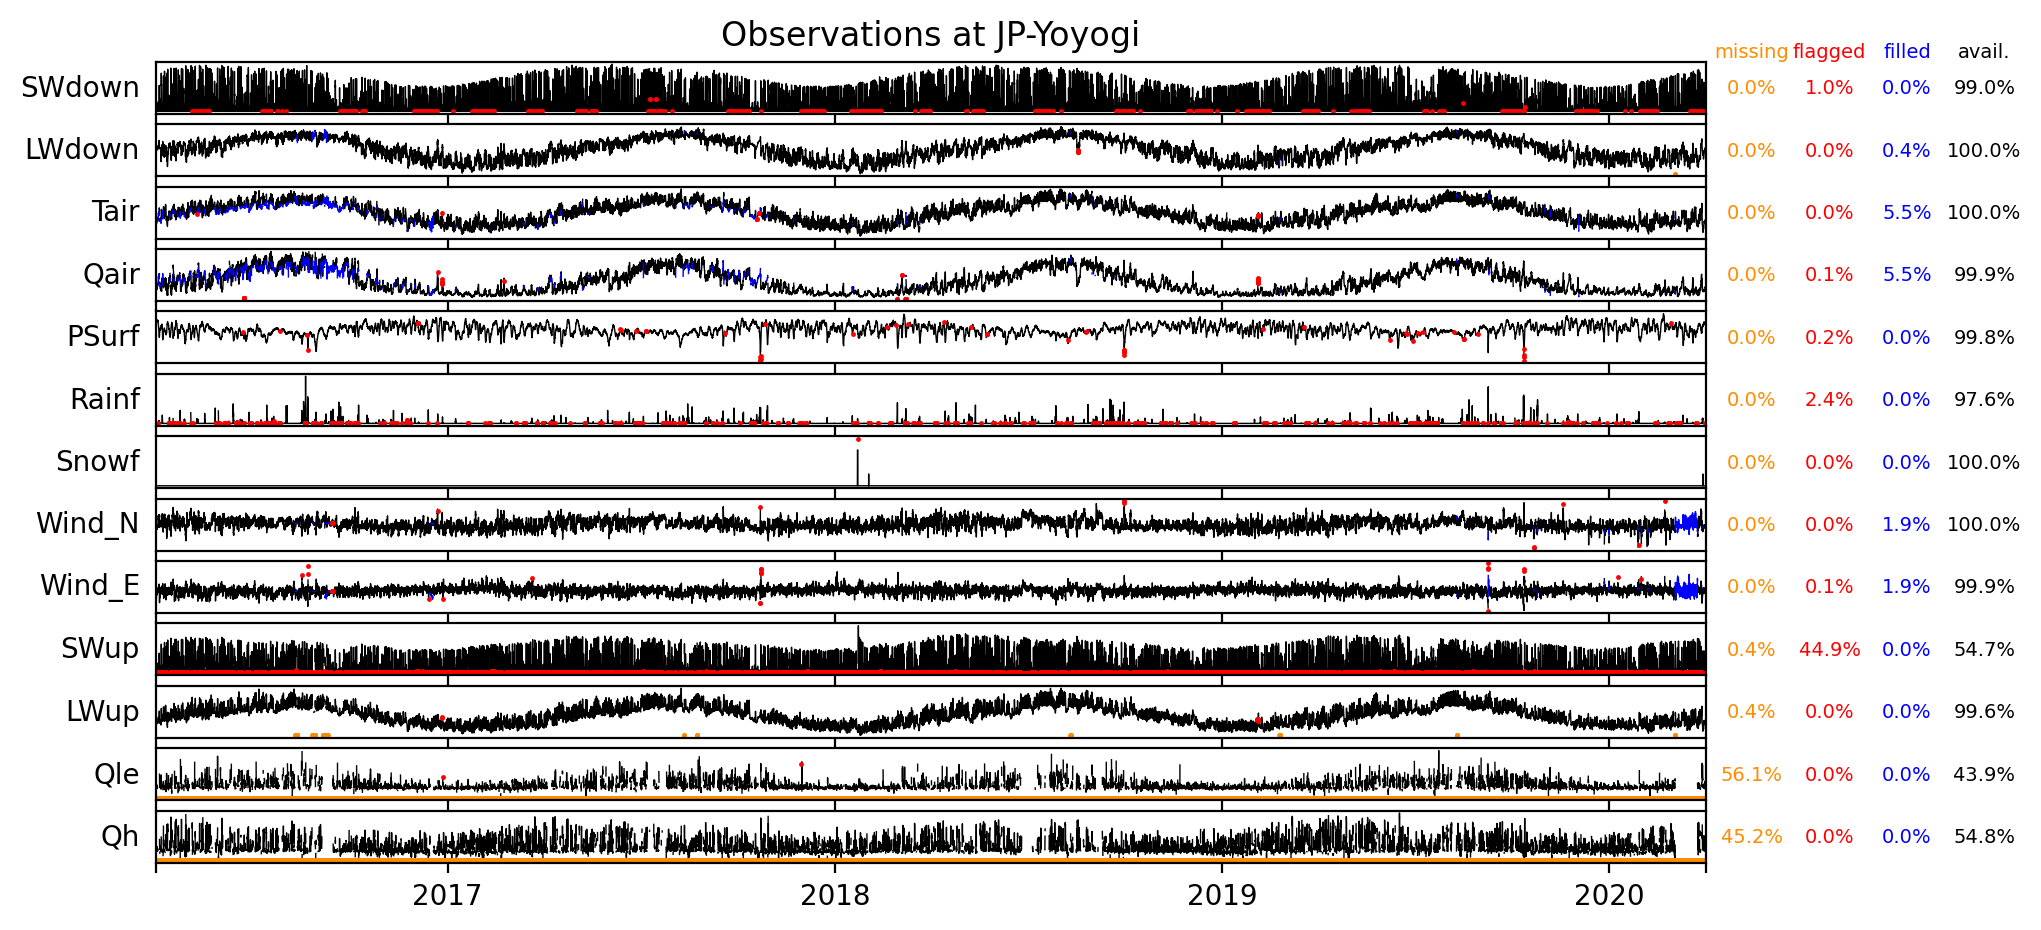 Observations at JP-Yoyogi
missing flagged filled avail.
SWdown 0.0% 1.0% 0.0% 99.0%
LWdown 0.0% 0.0% 0.4% 100.0%
Tair 0.0% 0.0% 5.5% 100.0%
Qair 0.0% 0.1% 5.5% 99.9%
PSurf 0.0% 0.2% 0.0% 99.8%
Rainf 0.0% 2.4% 0.0% 97.6%
Snowf 0.0% 0.0% 0.0% 100.0%
Wind_N 0.0% 0.0% 1.9% 100.0%
Wind_E 0.0% 0.1% 1.9% 99.9%
SWup 0.4% 44.9% 0.0% 54.7%
LWup 0.4% 0.0% 0.0% 99.6%
Qle 56.1% 0.0% 0.0% 43.9%
Qh 45.2% 0.0% 0.0% 54.8%
2017 2018 2019 2020